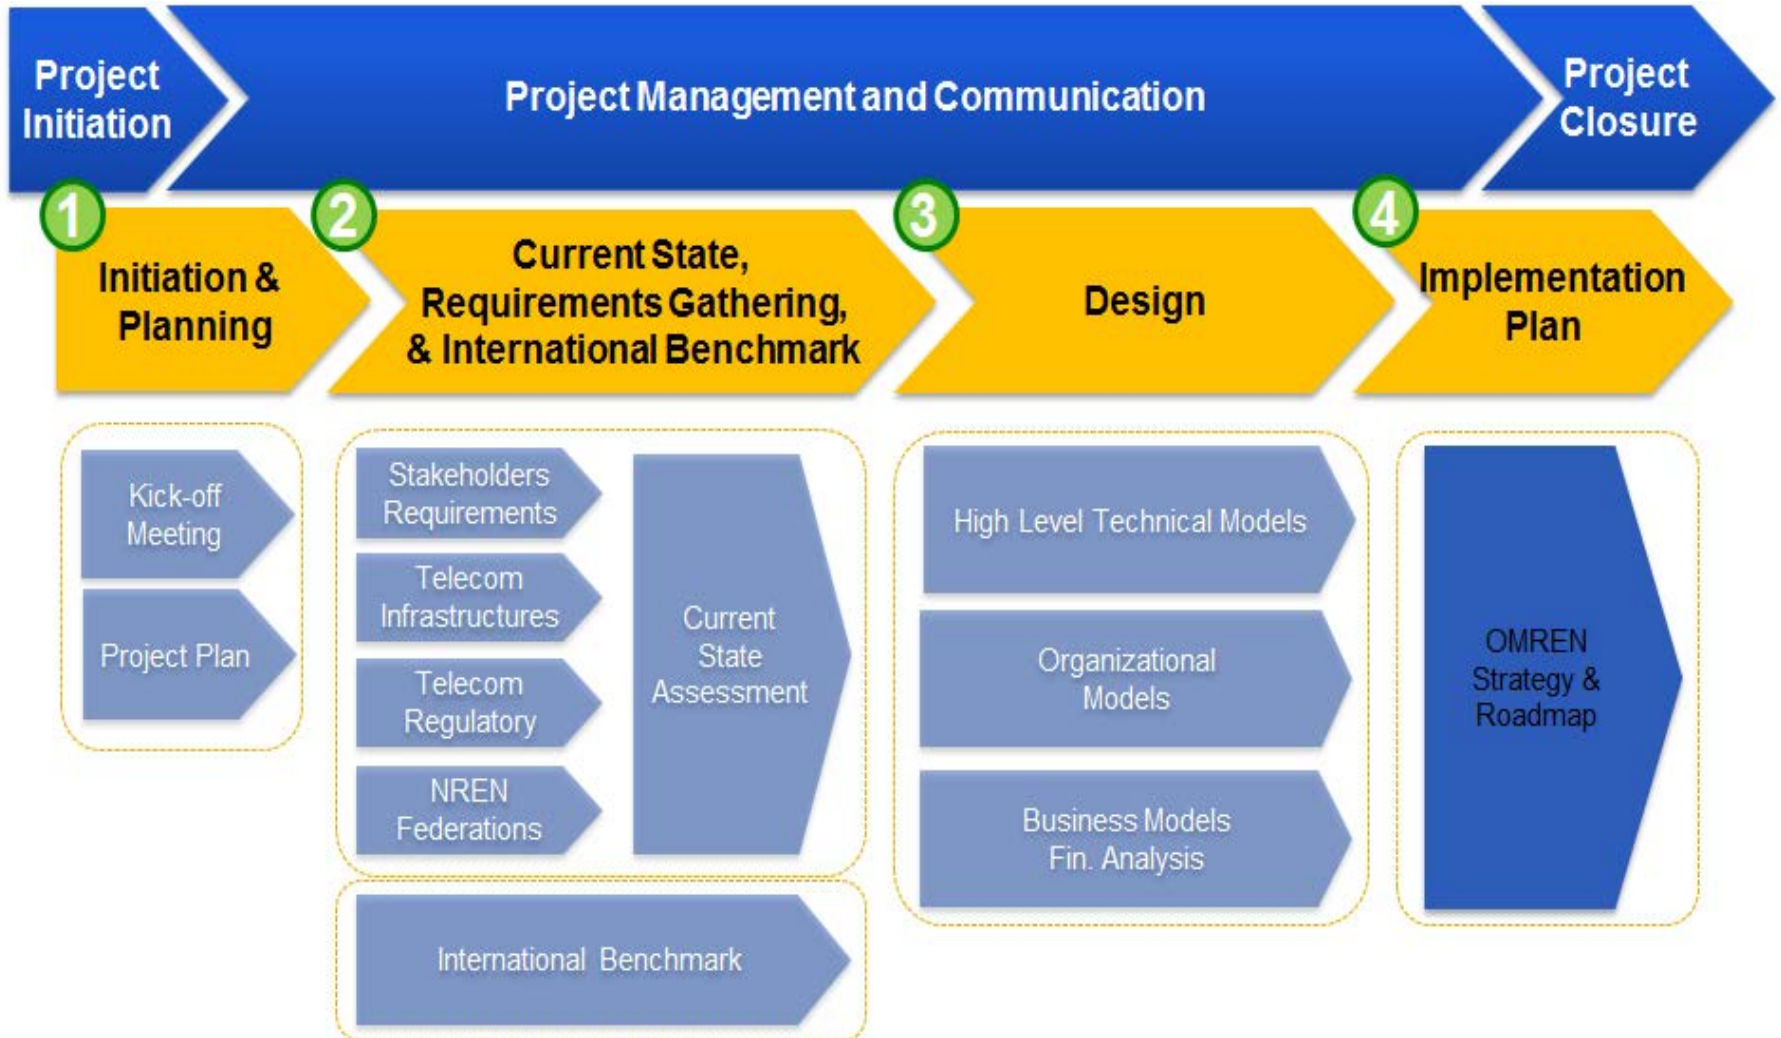 Project
Initiation
Project Management and Communication
Project
Closure
1
Initiation &
Planning
2
Current State,
Requirements Gathering,
& International Benchmark
3
Design
4
Implementation
Plan
Kick-off
Meeting
Project Plan
Stakeholders
Requirements
Telecom
Infrastructures
Telecom
Regulatory
NREN
Federations
Current
State
Assessment
International Benchmark
High Level Technical Models
Organizational
Models
Business Models
Fin. Analysis
OMREN
Strategy &
Roadmap